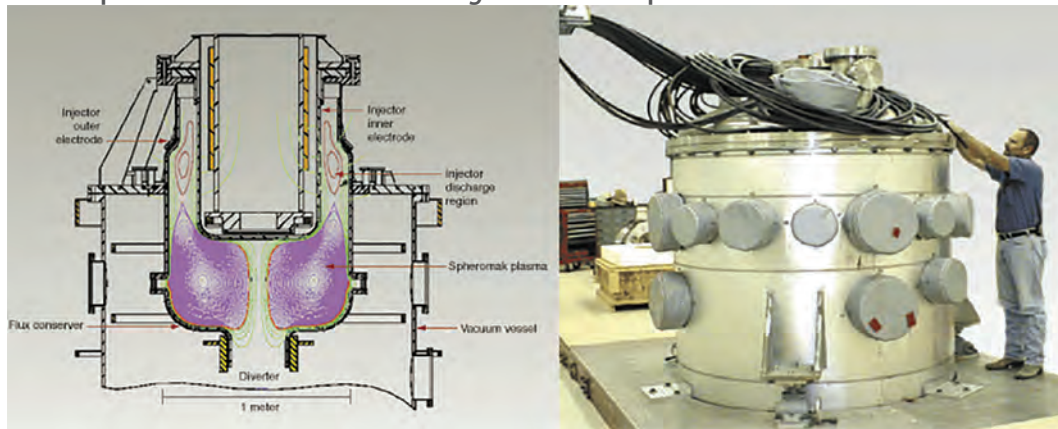 Injector
outer
electrode
Injector
inner
electrode
Injector
discharge
region
Spheromak plasma
Flux conserver
Vacuum vessel
Diverter
1 meter